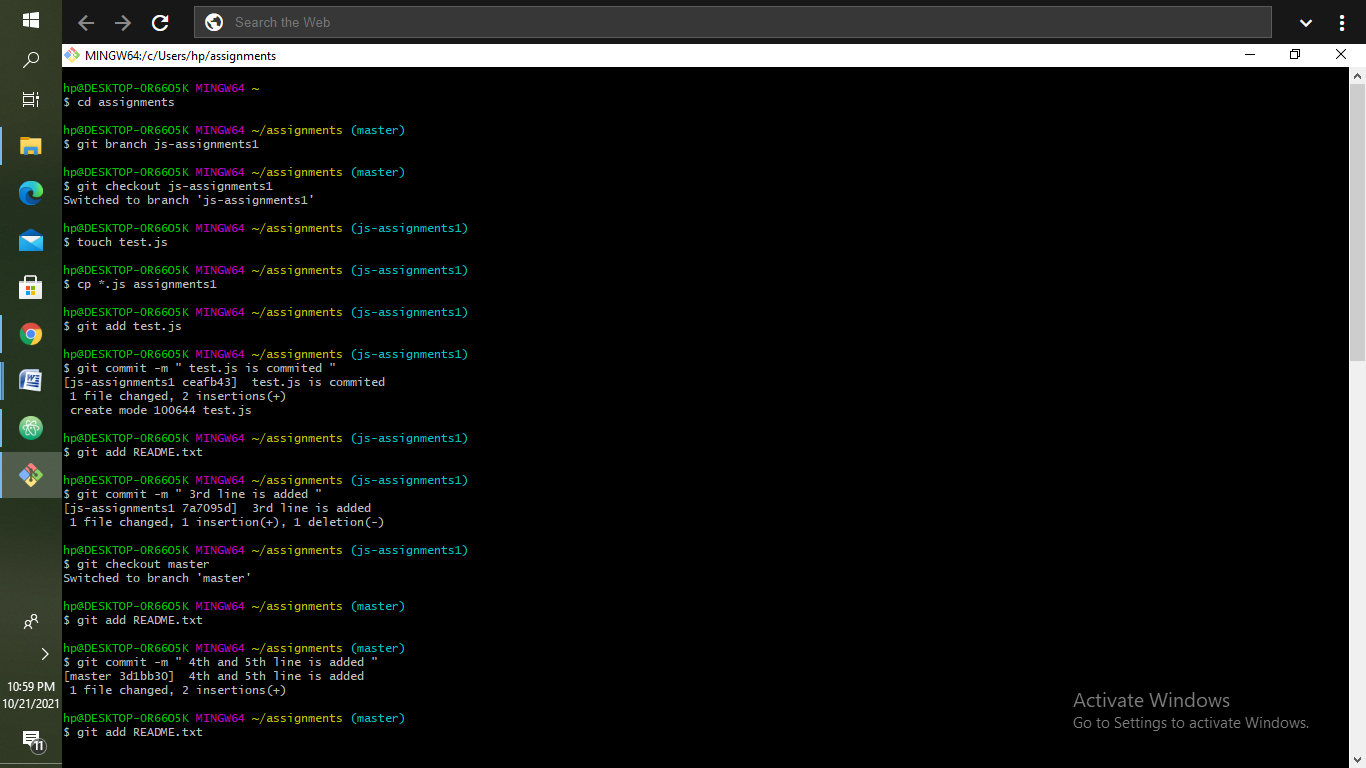 Search the Web
MINGW64:/c/Users/hp/assignments
hp@DESKTOP-OR66O5K MINGW64 ~
$ cd assignments
hp@DESKTOP-OR66O5K MINGW64 ~/assignments (master)
$ git branch js-assignments1
hp@DESKTOP-OR66O5K MINGW64 ~/assignments (master)
$ git checkout js-assignments1
Switched to branch 'js-assignments1'
hp@DESKTOP-OR66O5K MINGW64 ~/assignments (js-assignments1)
$ touch test.js
hp@DESKTOP-OR66O5K MINGW64 ~/assignments (js-assignments1)
$ cp *.js assignments1
hp@DESKTOP-OR66O5K MINGW64 ~/assignments (js-assignments1)
$ git add test.js
hp@DESKTOP-OR66O5K MINGW64 ~/assignments (js-assignments1)
$ git commit -m " test.js is commited "
[js-assignments1 ceafb43]  test.js is commited
 1 file changed, 2 insertions(+)
 create mode 100644 test.js
hp@DESKTOP-OR66O5K MINGW64 ~/assignments (js-assignments1)
$ git add README.txt
hp@DESKTOP-OR66O5K MINGW64 ~/assignments (js-assignments1)
$ git commit -m " 3rd line is added "
[js-assignments1 7a7095d]  3rd line is added
 1 file changed, 1 insertion(+), 1 deletion(-)
hp@DESKTOP-OR66O5K MINGW64 ~/assignments (js-assignments1)
$ git checkout master
Switched to branch 'master'
hp@DESKTOP-OR66O5K MINGW64 ~/assignments (master)
$ git add README.txt
hp@DESKTOP-OR66O5K MINGW64 ~/assignments (master)
$ git commit -m " 4th and 5th line is added "
[master 3d1bb30]  4th and 5th line is added
 1 file changed, 2 insertions(+)
hp@DESKTOP-OR66O5K MINGW64 ~/assignments (master)
$ git add README.txt
Activate Windows
Go to Settings to activate Windows.
10:59 PM
10/21/2021
11